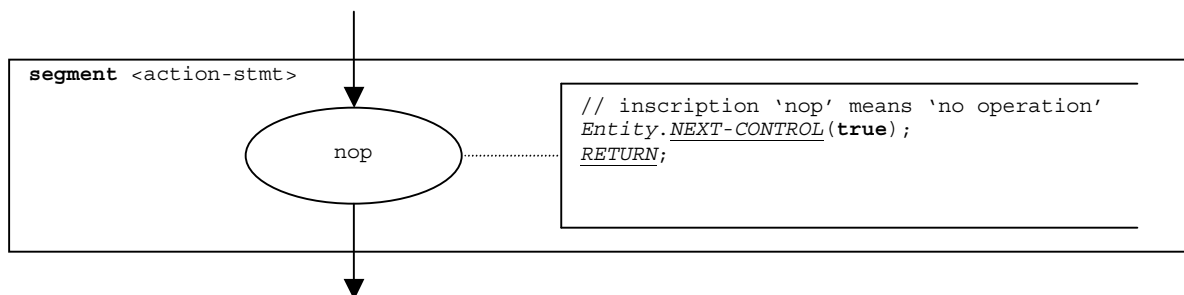 segment <action-stmt>
nop
// inscription ‘nop’ means ‘no operation’
Entity.NEXT-CONTROL(true);
RETURN;